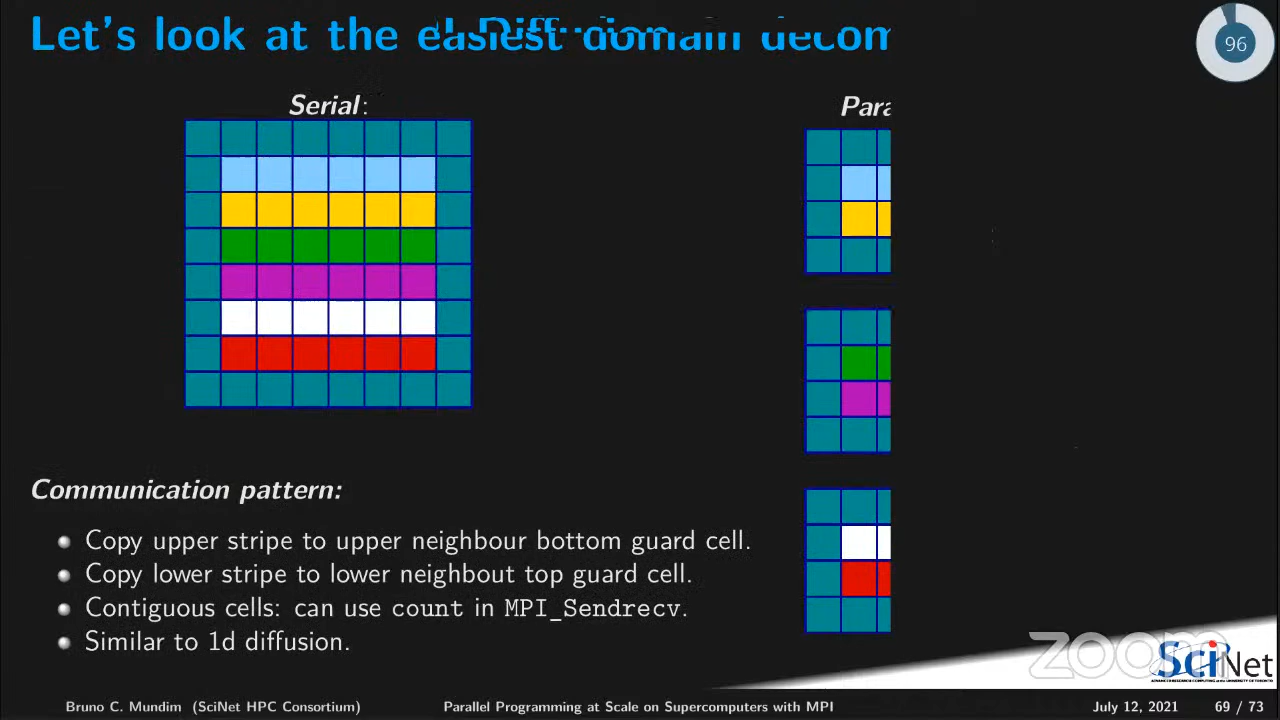 Let's look at the easiest domain decom
96
Serial:
Para
Communication pattern:
Copy upper stripe to upper neighbour bottom guard cell.
Copy lower stripe to lower neighbout top guard cell.
Contiguous cells: can use count in MPI_Sendrecv.
Similar to 1d diffusion.
zoom
SciNet
Bruno C. Mundim (SciNet HPC Consortium)
Parallel Programming at Scale on Supercomputers with MPI
July 12, 2021
69 / 73